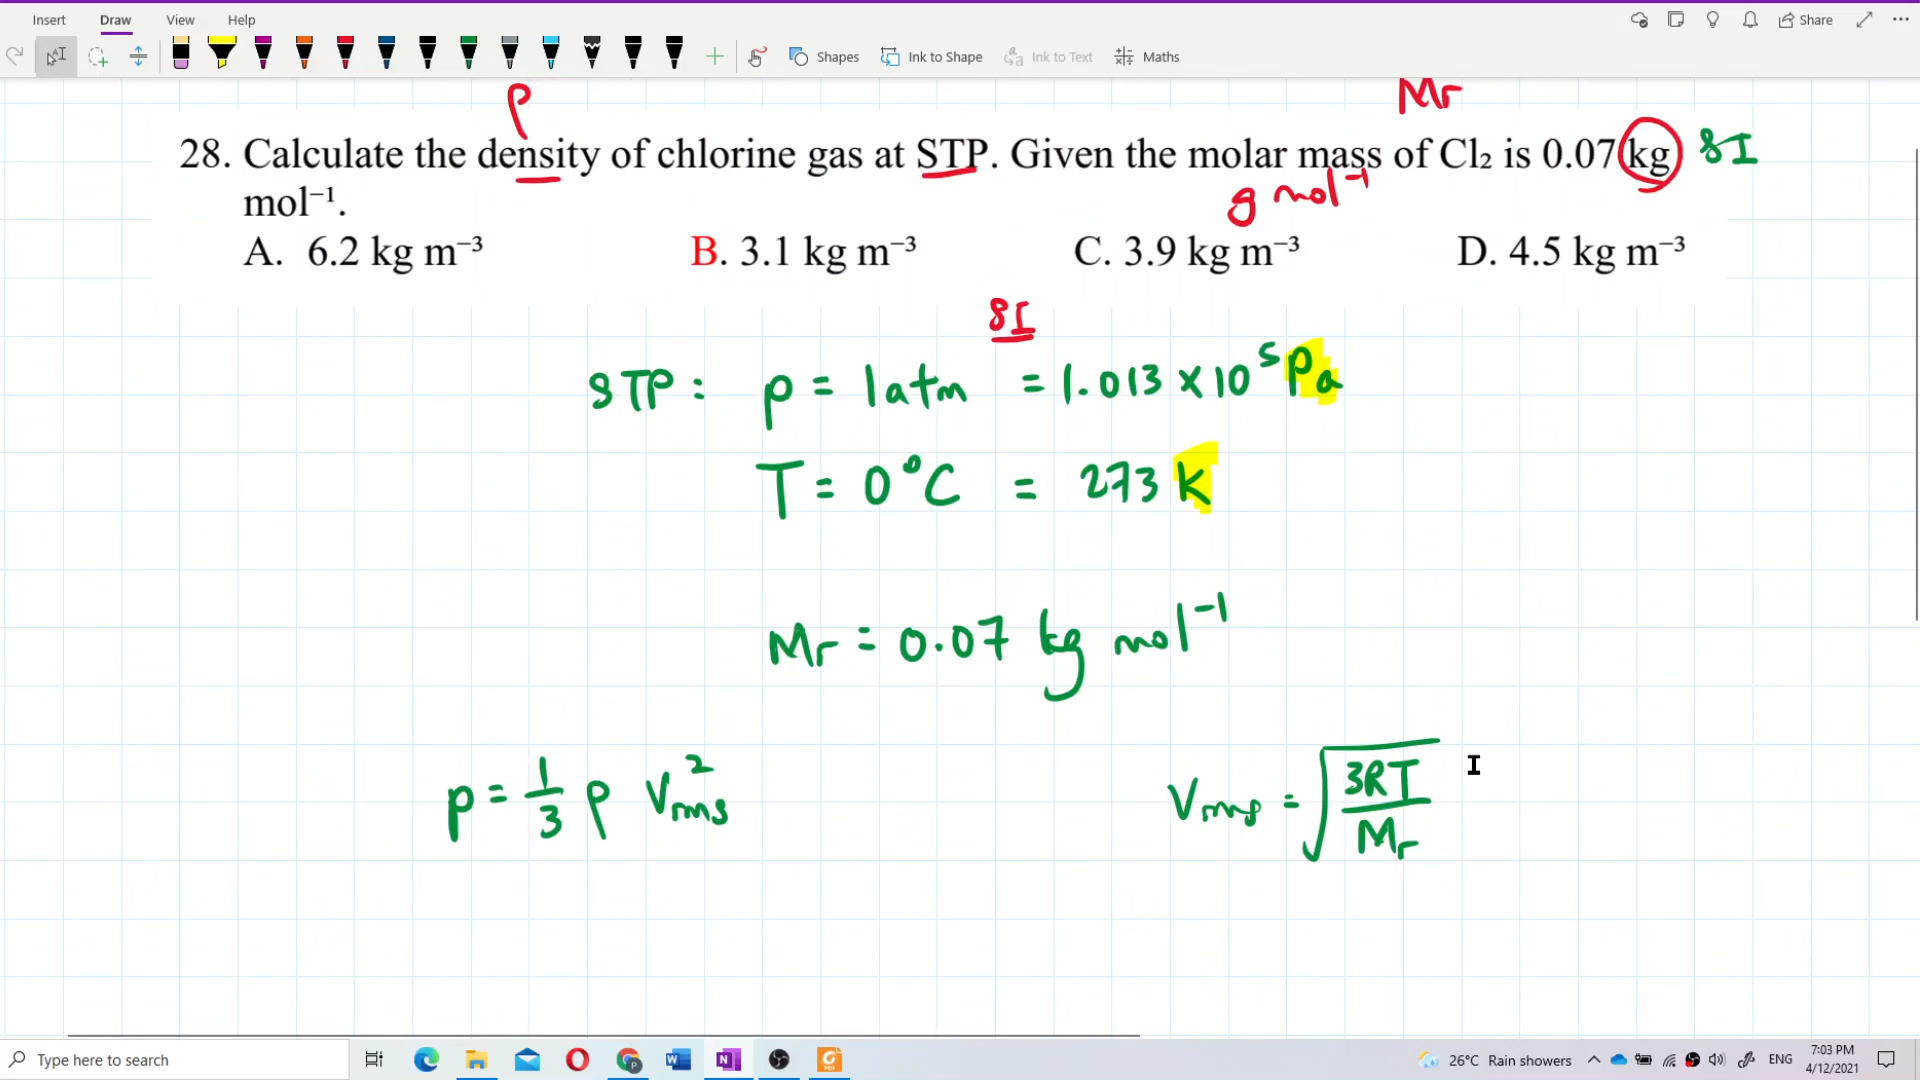 Insert Draw View Help
Share
Shapes Ink to Shape Ink to Text Maths
ρ Mr
28. Calculate the density of chlorine gas at STP. Given the molar mass of Cl₂ is 0.07 kg SI
mol⁻¹.
g mol⁻¹
A. 6.2 kg m⁻³ B. 3.1 kg m⁻³ C. 3.9 kg m⁻³ D. 4.5 kg m⁻³
SI
STP : p = 1 atm = 1.013 × 10⁵ Pa
T = 0°C = 273 K
Mr = 0.07 kg mol⁻¹
p = 1/3 ρ Vrms² Vrms = √(3RT/Mr)
Type here to search
26°C Rain showers ENG 7:03 PM
4/12/2021